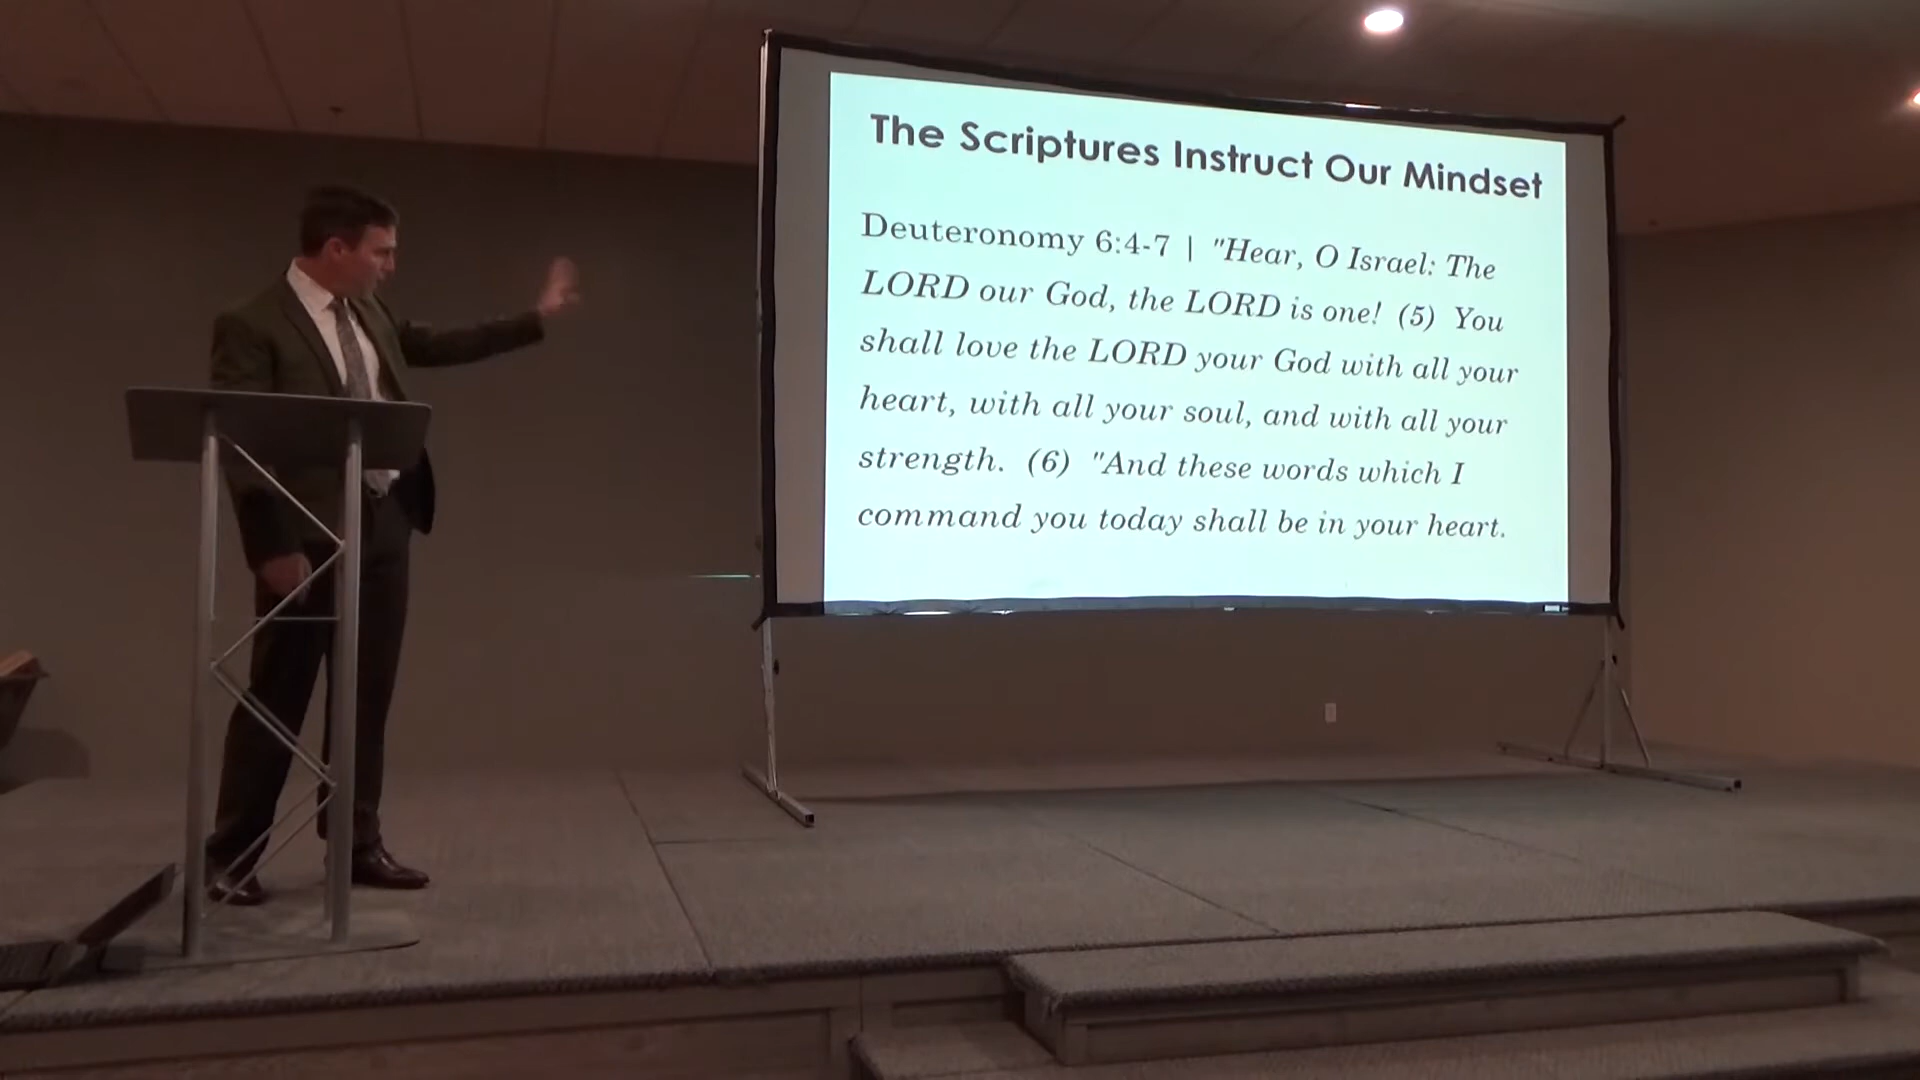 The Scriptures Instruct Our Mindset
Deuteronomy 6:4-7 | "Hear, O Israel: The
LORD our God, the LORD is one! (5) You
shall love the LORD your God with all your
heart, with all your soul, and with all your
strength. (6) "And these words which I
command you today shall be in your heart.